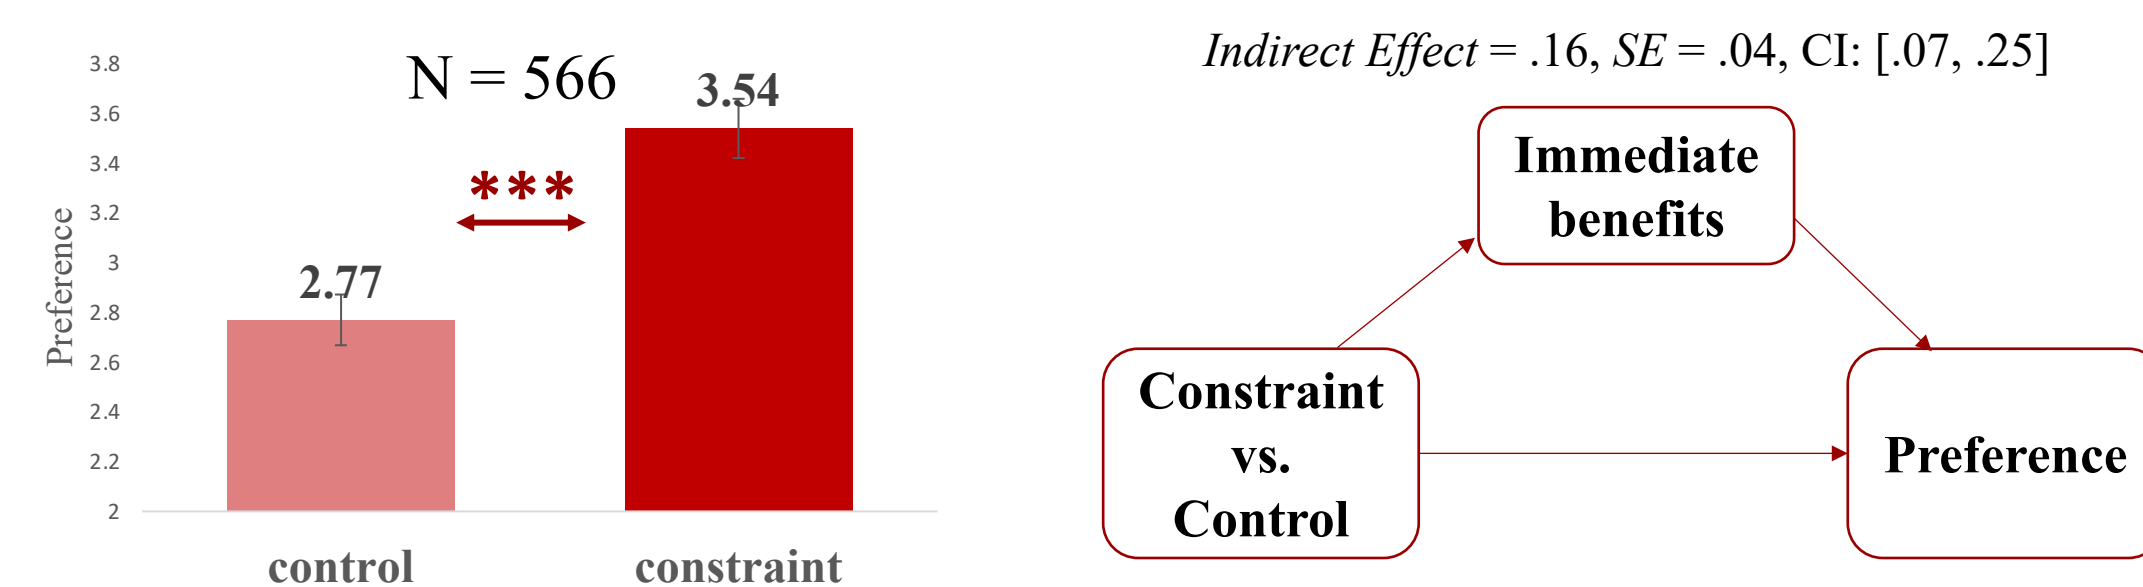 N = 566
3.8
3.6
3.4
3.2
3
2.8
2.6
2.4
2.2
2
Preference
2.77
***
3.54
control
constraint
Indirect Effect = .16, SE = .04, CI: [.07, .25]
Immediate
benefits
Constraint
vs.
Control
Preference